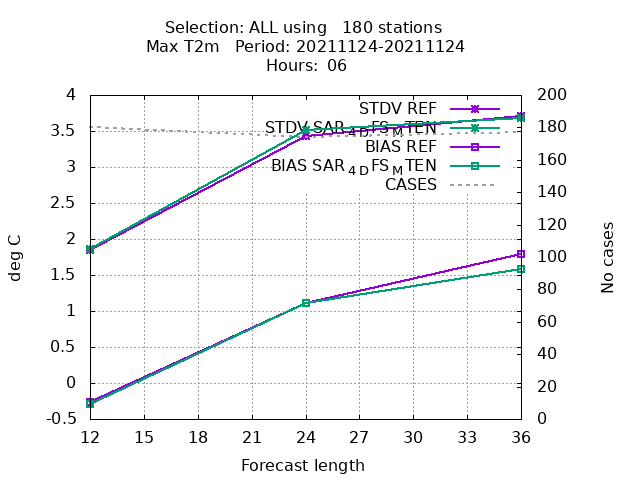 Selection: ALL using 180 stations
Max T2m Period: 20211124-20211124
Hours: 06
4
3.5
3
2.5
2
1.5
1
0.5
0
-0.5
200
180
160
140
120
100
80
60
40
20
0
STDV REF
STDV SAR_4DFS_MTEN
BIAS REF
BIAS SAR_4DFS_MTEN
CASES
deg C
No cases
12 15 18 21 24 27 30 33 36
Forecast length